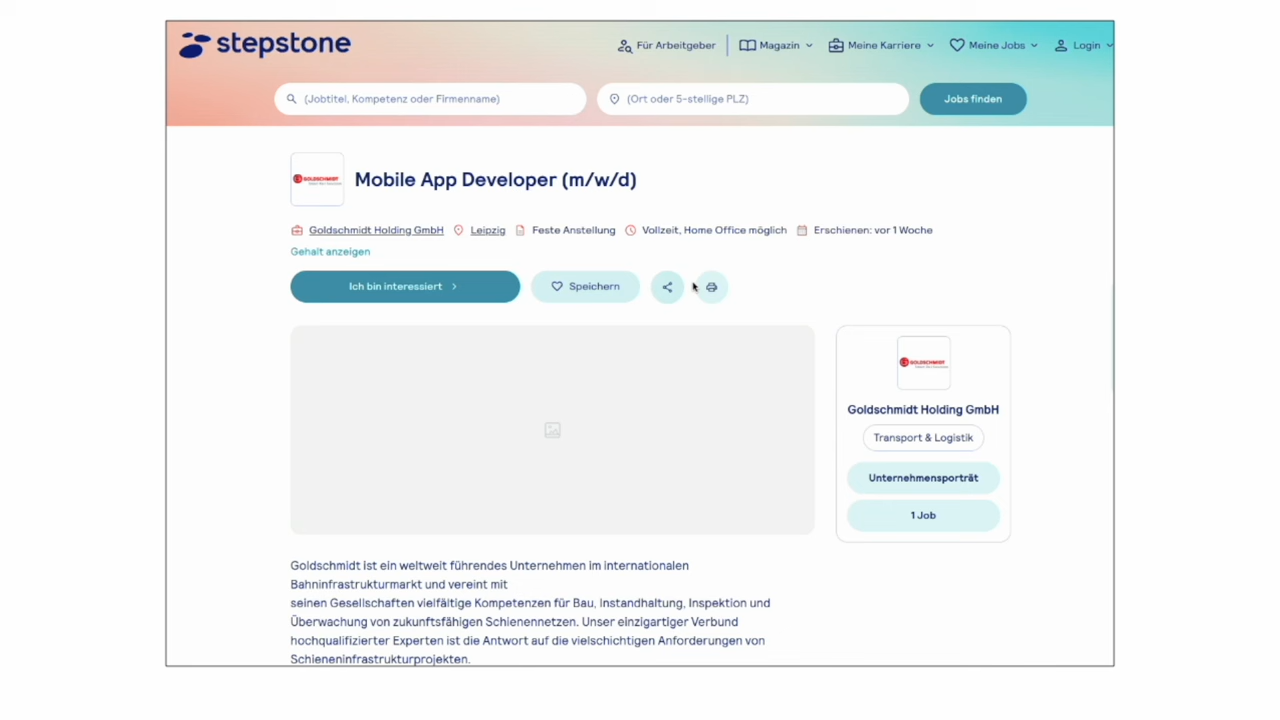 stepstone
Für Arbeitgeber
Magazin
Meine Karriere
Meine Jobs
Login
(Jobtitel, Kompetenz oder Firmenname)
(Ort oder 5-stellige PLZ)
Jobs finden
GOLDSCHMIDT
Mobile App Developer (m/w/d)
Goldschmidt Holding GmbH
Leipzig
Feste Anstellung
Vollzeit, Home Office möglich
Erschienen: vor 1 Woche
Gehalt anzeigen
Ich bin interessiert
Speichern
GOLDSCHMIDT
Goldschmidt Holding GmbH
Transport & Logistik
Unternehmensporträt
1 Job
Goldschmidt ist ein weltweit führendes Unternehmen im internationalen
Bahninfrastrukturmarkt und vereint mit
seinen Gesellschaften vielfältige Kompetenzen für Bau, Instandhaltung, Inspektion und
Überwachung von zukunftsfähigen Schienennetzen. Unser einzigartiger Verbund
hochqualifizierter Experten ist die Antwort auf die vielschichtigen Anforderungen von
Schieneninfrastrukturprojekten.